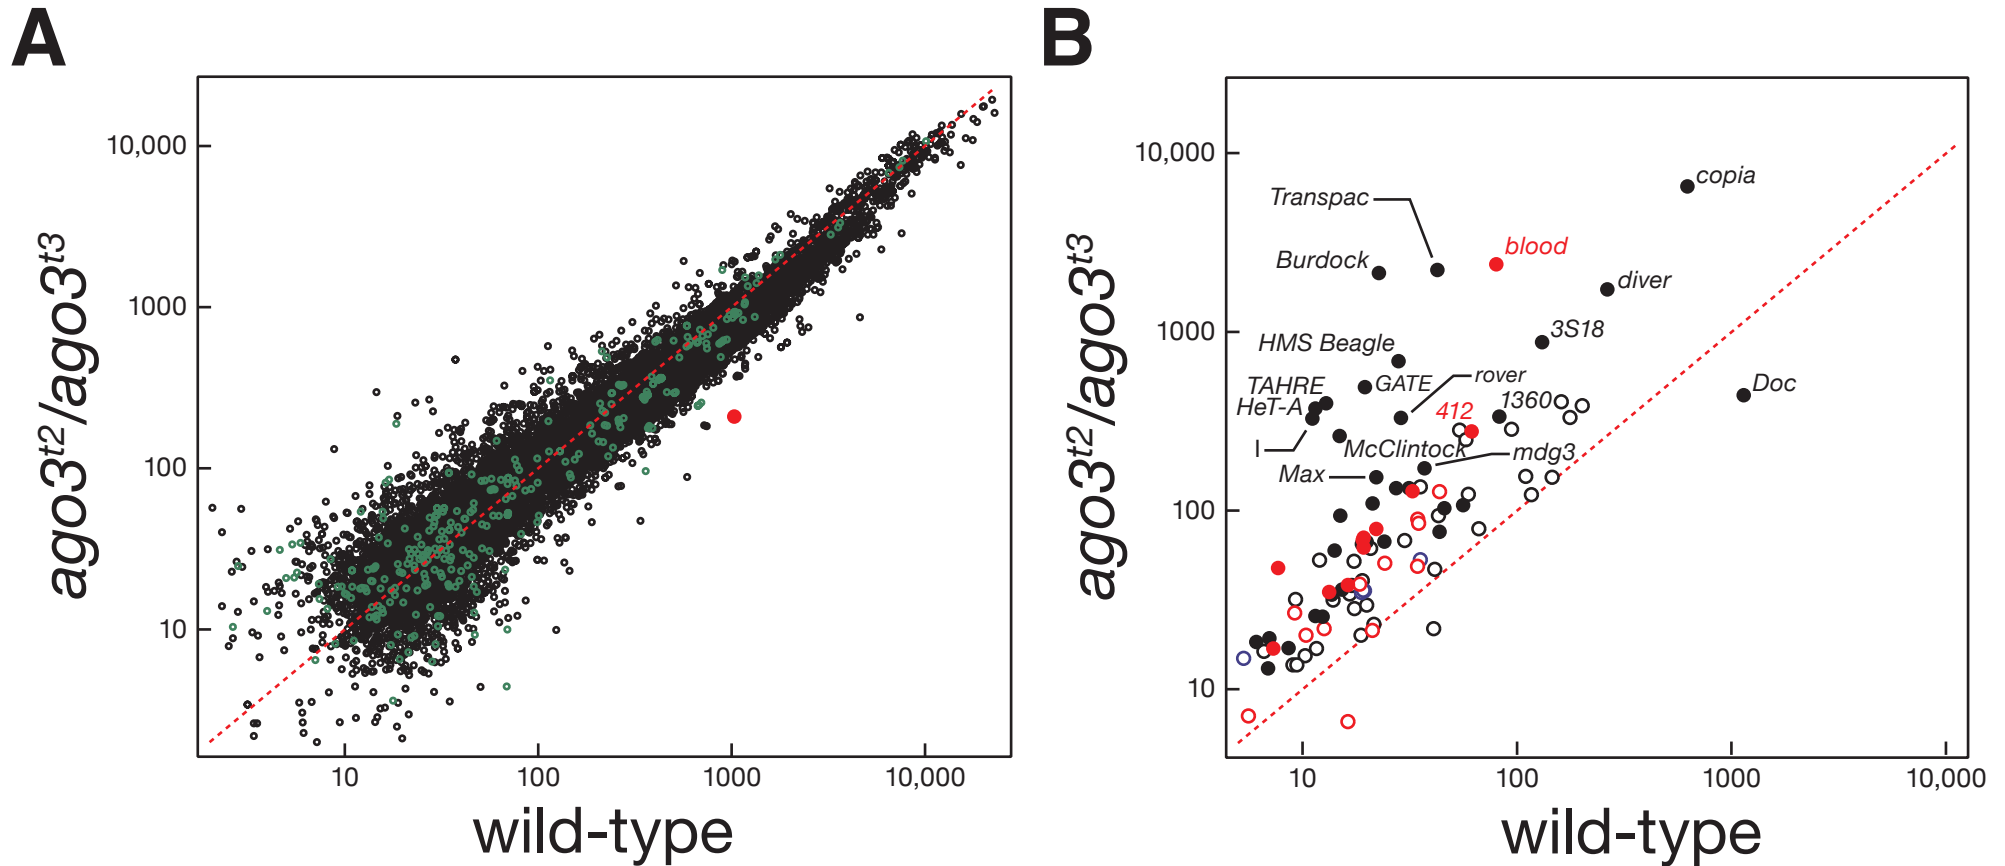 A
ago3t2/ago3t3
10,000
1000
100
10
10
100
1000
10,000
wild-type
B
ago3t2/ago3t3
10,000
1000
100
10
copia
Transpac
blood
Burdock
diver
3S18
HMS Beagle
rover
GATE
TAHRE
Doc
HeT-A
412
1360
I
McClintock
mdg3
Max
10
100
1000
10,000
wild-type